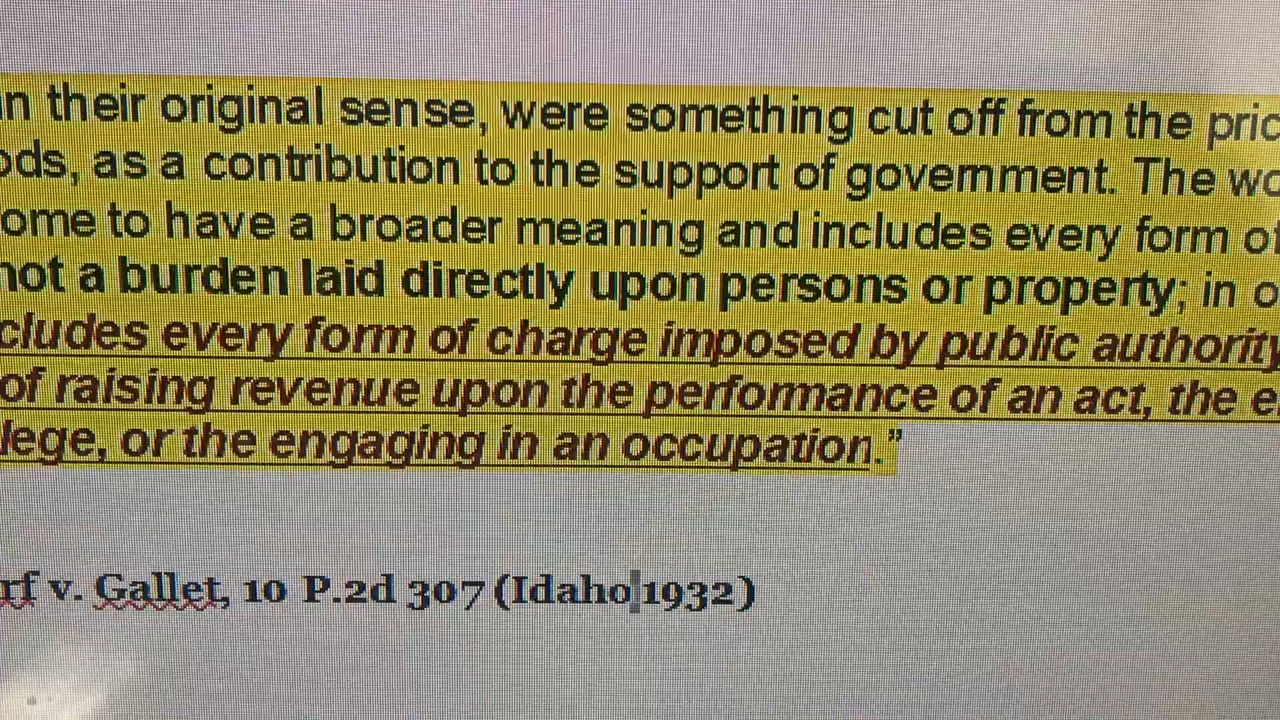 in their original sense, were something cut off from the pric
ods, as a contribution to the support of government. The wo
ome to have a broader meaning and includes every form of
not a burden laid directly upon persons or property; in o
cludes every form of charge imposed by public authority
of raising revenue upon the performance of an act, the e
lege, or the engaging in an occupation.”
rf v. Gallet, 10 P.2d 307 (Idaho 1932)